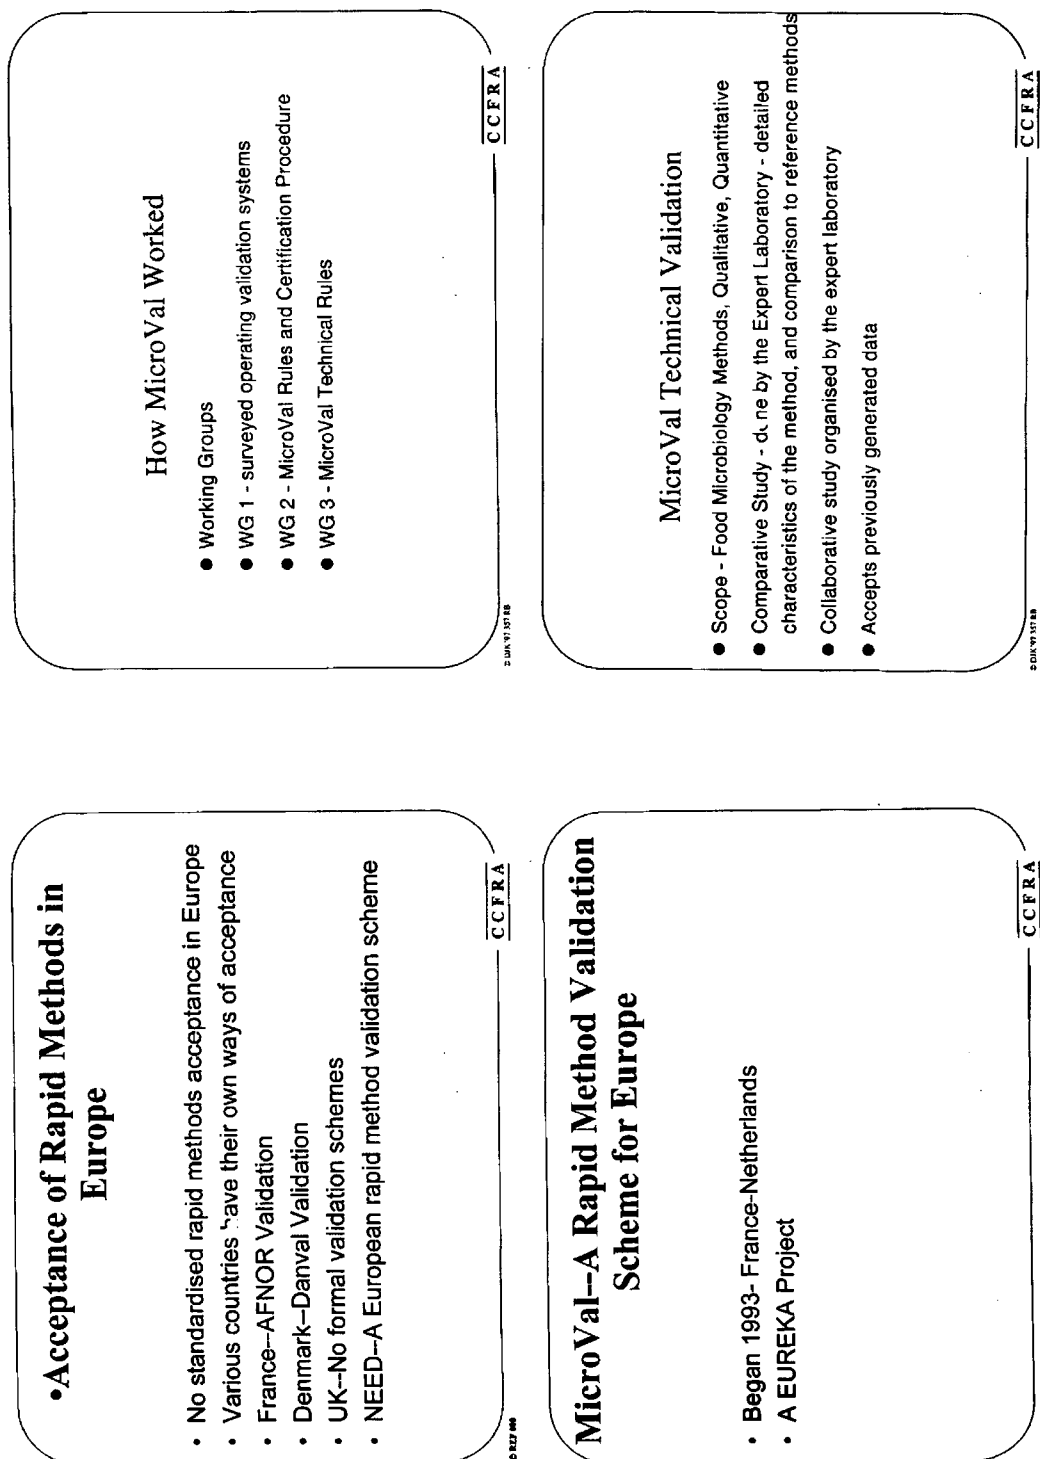 •Acceptance of Rapid Methods in
Europe
• No standardised rapid methods acceptance in Europe
• Various countries have their own ways of acceptance
• France--AFNOR Validation
• Denmark--Danval Validation
• UK--No formal validation schemes
• NEED--A European rapid method validation scheme
CCFRA
MicroVal--A Rapid Method Validation
Scheme for Europe
• Began 1993- France-Netherlands
• A EUREKA Project
CCFRA
How MicroVal Worked
● Working Groups
● WG 1 - surveyed operating validation systems
● WG 2 - MicroVal Rules and Certification Procedure
● WG 3 - MicroVal Technical Rules
CCFRA
MicroVal Technical Validation
● Scope - Food Microbiology Methods, Qualitative, Quantitative
● Comparative Study - done by the Expert Laboratory - detailed
characteristics of the method, and comparison to reference methods
● Collaborative study organised by the expert laboratory
● Accepts previously generated data
CCFRA